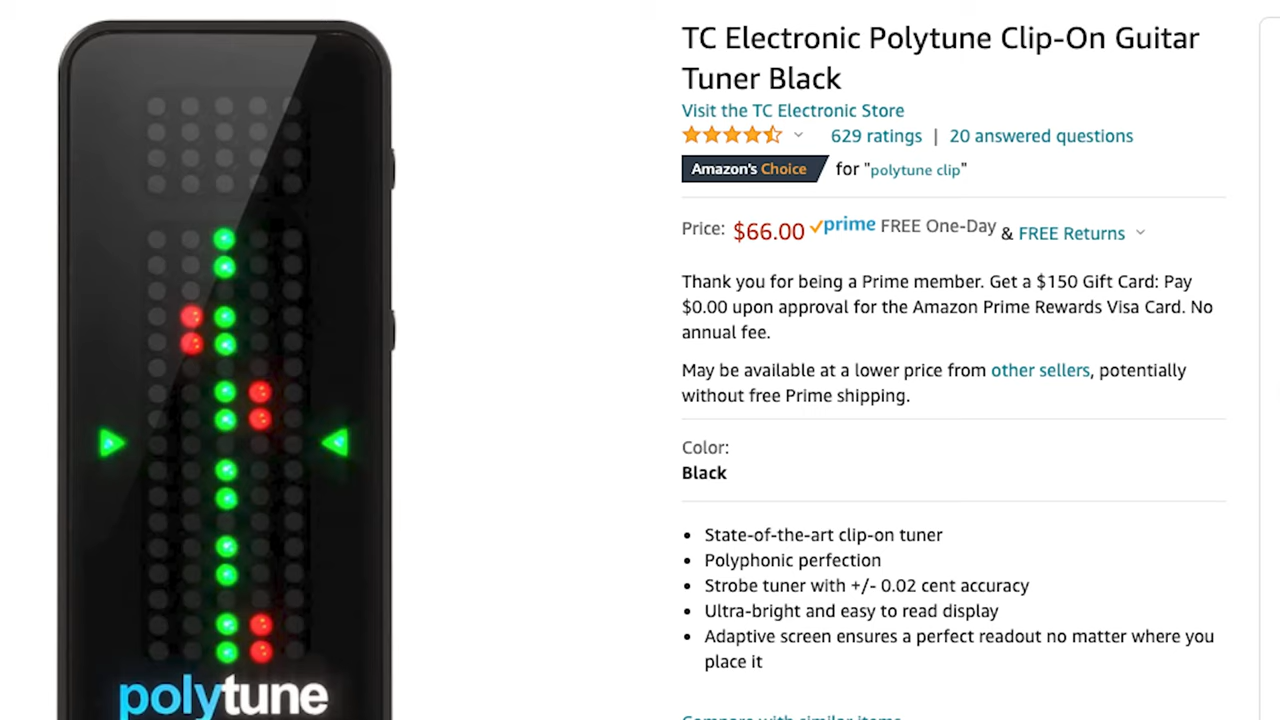 TC Electronic Polytune Clip-On Guitar
Tuner Black
Visit the TC Electronic Store
629 ratings | 20 answered questions
Amazon's Choice for "polytune clip"
Price: $66.00 prime FREE One-Day & FREE Returns
Thank you for being a Prime member. Get a $150 Gift Card: Pay
$0.00 upon approval for the Amazon Prime Rewards Visa Card. No
annual fee.
May be available at a lower price from other sellers, potentially
without free Prime shipping.
Color:
Black
• State-of-the-art clip-on tuner
• Polyphonic perfection
• Strobe tuner with +/- 0.02 cent accuracy
• Ultra-bright and easy to read display
• Adaptive screen ensures a perfect readout no matter where you
place it
Compare with similar items
polytune